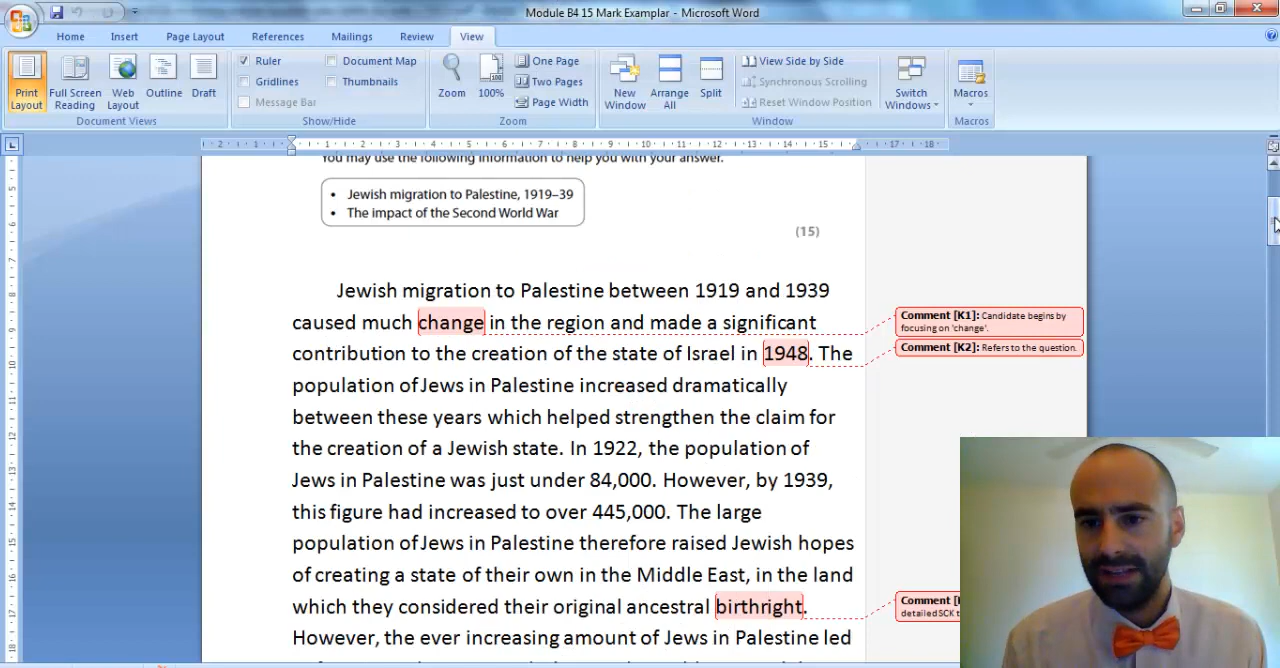 Module B4 15 Mark Examplar - Microsoft Word
Home Insert Page Layout References Mailings Review View
Print Layout
Full Screen Reading
Web Layout
Outline
Draft
Document Views
Ruler
Gridlines
Message Bar
Document Map
Thumbnails
Show/Hide
Zoom
100%
One Page
Two Pages
Page Width
Zoom
New Window
Arrange All
Split
View Side by Side
Synchronous Scrolling
Reset Window Position
Window
Switch Windows
Macros
Macros
You may use the following information to help you with your answer.
• Jewish migration to Palestine, 1919–39
• The impact of the Second World War
(15)
Jewish migration to Palestine between 1919 and 1939
caused much change in the region and made a significant
contribution to the creation of the state of Israel in 1948. The
population of Jews in Palestine increased dramatically
between these years which helped strengthen the claim for
the creation of a Jewish state. In 1922, the population of
Jews in Palestine was just under 84,000. However, by 1939,
this figure had increased to over 445,000. The large
population of Jews in Palestine therefore raised Jewish hopes
of creating a state of their own in the Middle East, in the land
which they considered their original ancestral birthright.
However, the ever increasing amount of Jews in Palestine led
Comment [K1]: Candidate begins by
focusing on 'change'.
Comment [K2]: Refers to the question.
Comment [
detailed SCK